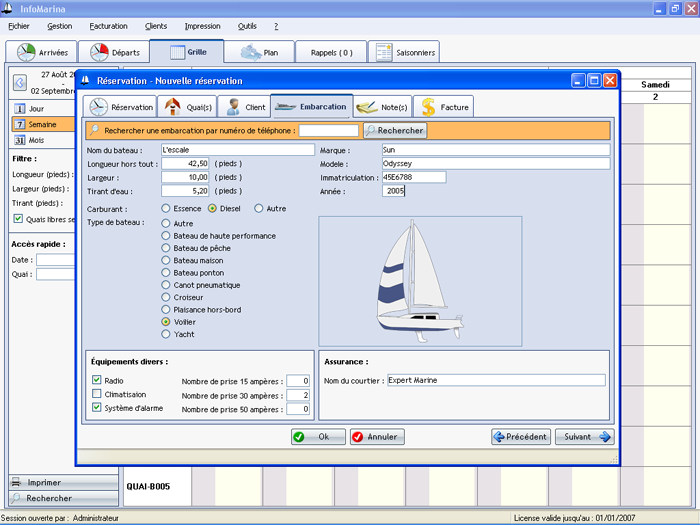 InfoMarina
Fichier Gestion Facturation Clients Impression Outils ?
Arrivées Départs Grille Plan Rappels ( 0 ) Saisonniers
27 Août 20
02 Septemb
Jour
7 Semaine
31 Mois
Filtre :
Longueur (pieds) :
Largeur (pieds) :
Tirant (pieds) :
Quais libres se
Accès rapide :
Date :
Quai :
Imprimer
Rechercher
Samedi
2
QUAI-B005
Réservation - Nouvelle réservation
Réservation Quai(s) Client Embarcation Note(s) Facture
Rechercher une embarcation par numéro de téléphone : Rechercher
Nom du bateau : L'escale Marque : Sun
Longueur hors tout : 42,50 ( pieds ) Modele : Odyssey
Largeur : 10,00 ( pieds ) Immatriculation : 45E6788
Tirant d'eau : 5,20 ( pieds ) Année : 2005
Carburant : Essence Diesel Autre
Type de bateau : Autre
Bateau de haute performance
Bateau de pêche
Bateau maison
Bateau ponton
Canot pneumatique
Croiseur
Plaisance hors-bord
Voilier
Yacht
Équipements divers :
Radio Nombre de prise 15 ampères : 0
Climatisaion Nombre de prise 30 ampères : 2
Système d'alarme Nombre de prise 50 ampères : 0
Assurance :
Nom du courtier : Expert Marine
Ok Annuler Précédent Suivant
Session ouverte par : Administrateur License valide jusqu'au : 01/01/2007